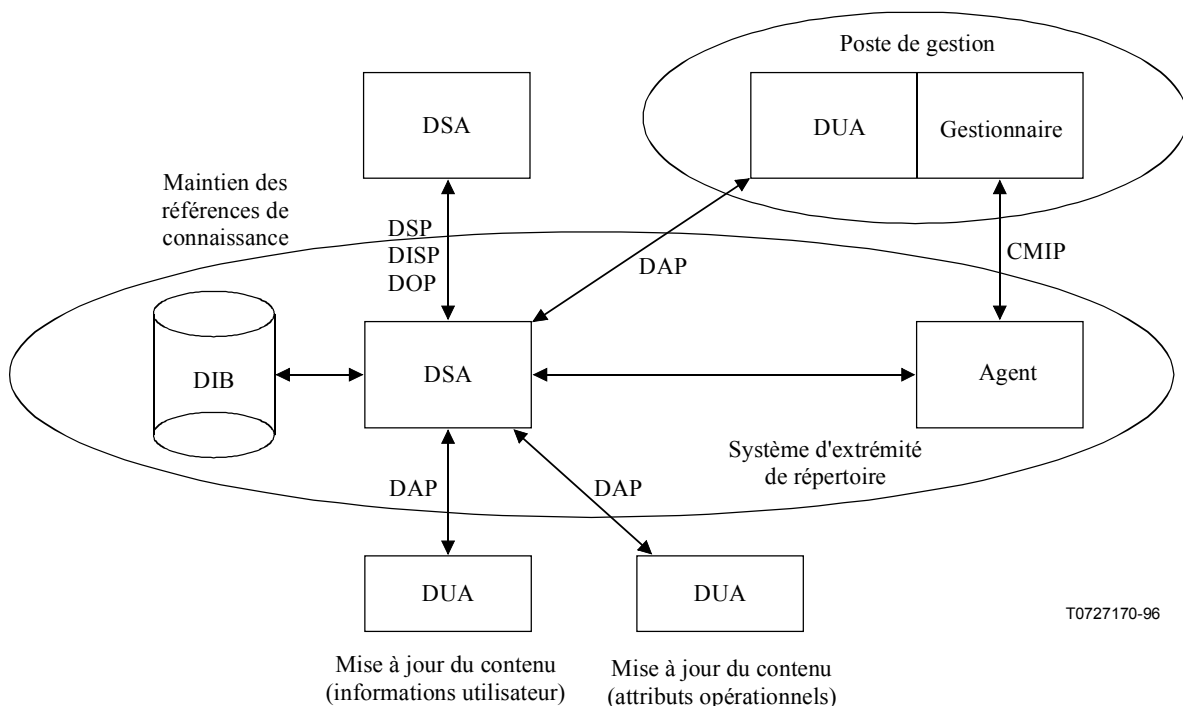 Poste de gestion
DSA
DUA
Gestionnaire
Maintien des
références de
connaissance
DSP
DISP
DOP
DAP
CMIP
DIB
DSA
Agent
Système d'extrémité
de répertoire
DAP
DAP
DUA
DUA
T0727170-96
Mise à jour du contenu
(informations utilisateur)
Mise à jour du contenu
(attributs opérationnels)